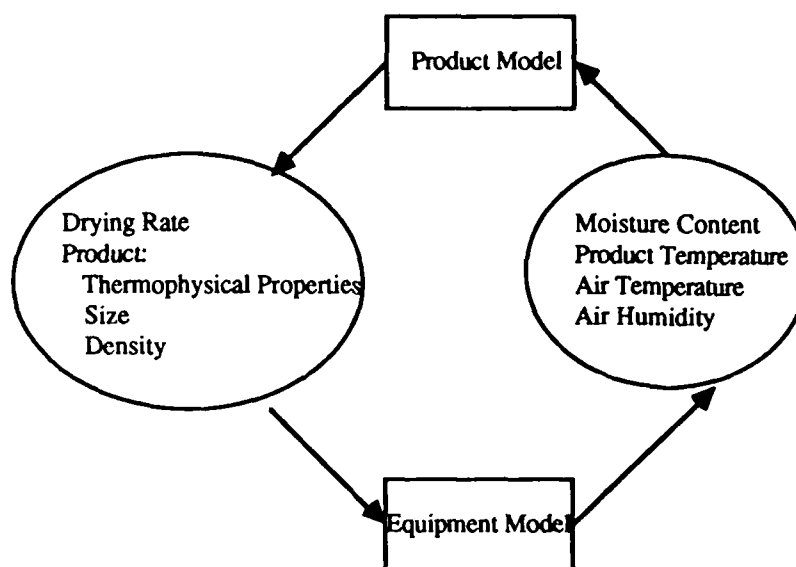 Product Model
Drying Rate
Product:
Thermophysical Properties
Size
Density
Moisture Content
Product Temperature
Air Temperature
Air Humidity
Equipment Model